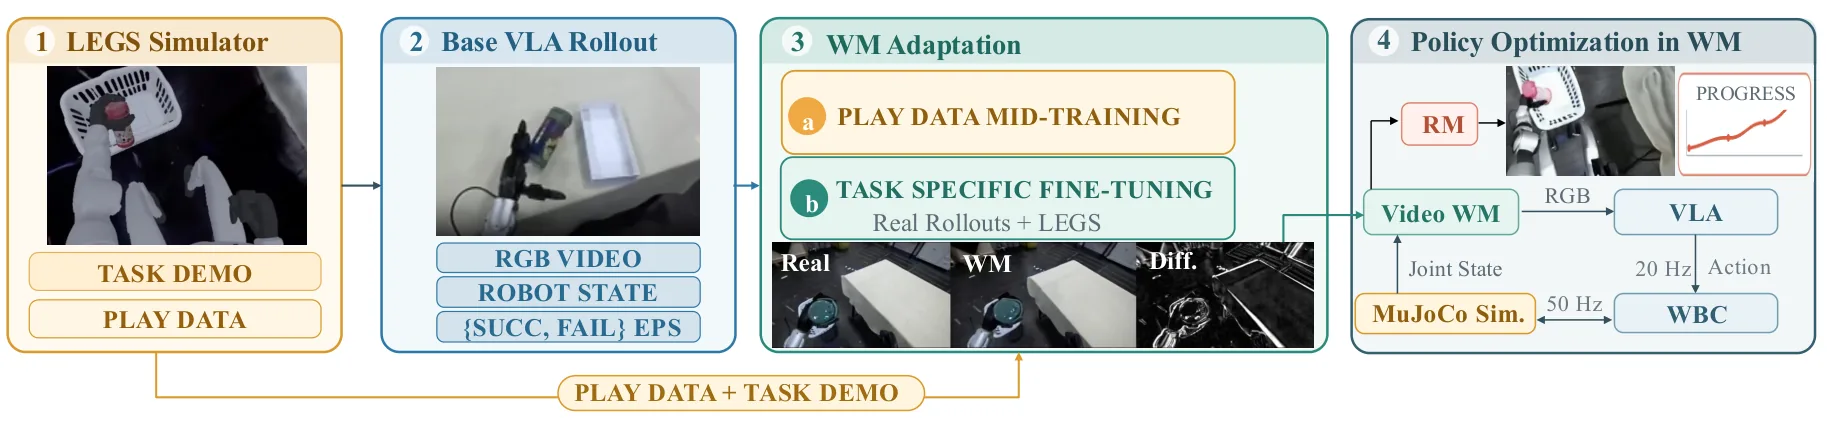 1 LEGS Simulator
TASK DEMO
PLAY DATA
2 Base VLA Rollout
RGB VIDEO
ROBOT STATE
{SUCC, FAIL} EPS
3 WM Adaptation
a PLAY DATA MID-TRAINING
b TASK SPECIFIC FINE-TUNING
Real Rollouts + LEGS
Real
WM
Diff.
PLAY DATA + TASK DEMO
4 Policy Optimization in WM
RM
PROGRESS
Video WM
RGB
VLA
Joint State
20 Hz
Action
MuJoCo Sim.
50 Hz
WBC